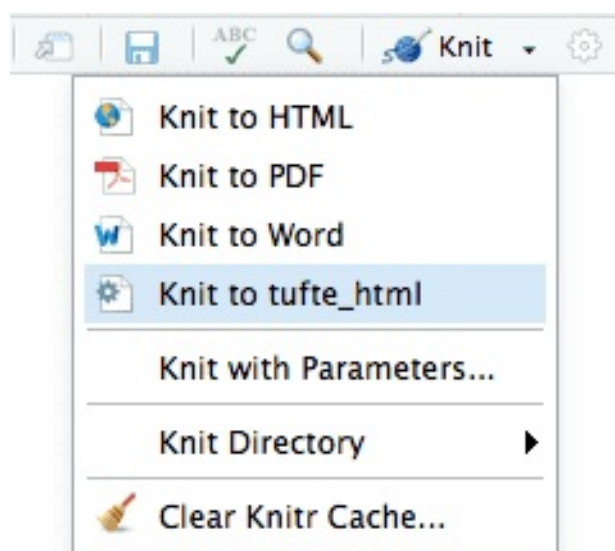 ABC Knit
Knit to HTML
Knit to PDF
W Knit to Word
Knit to tufte_html
Knit with Parameters...
Knit Directory
Clear Knitr Cache...